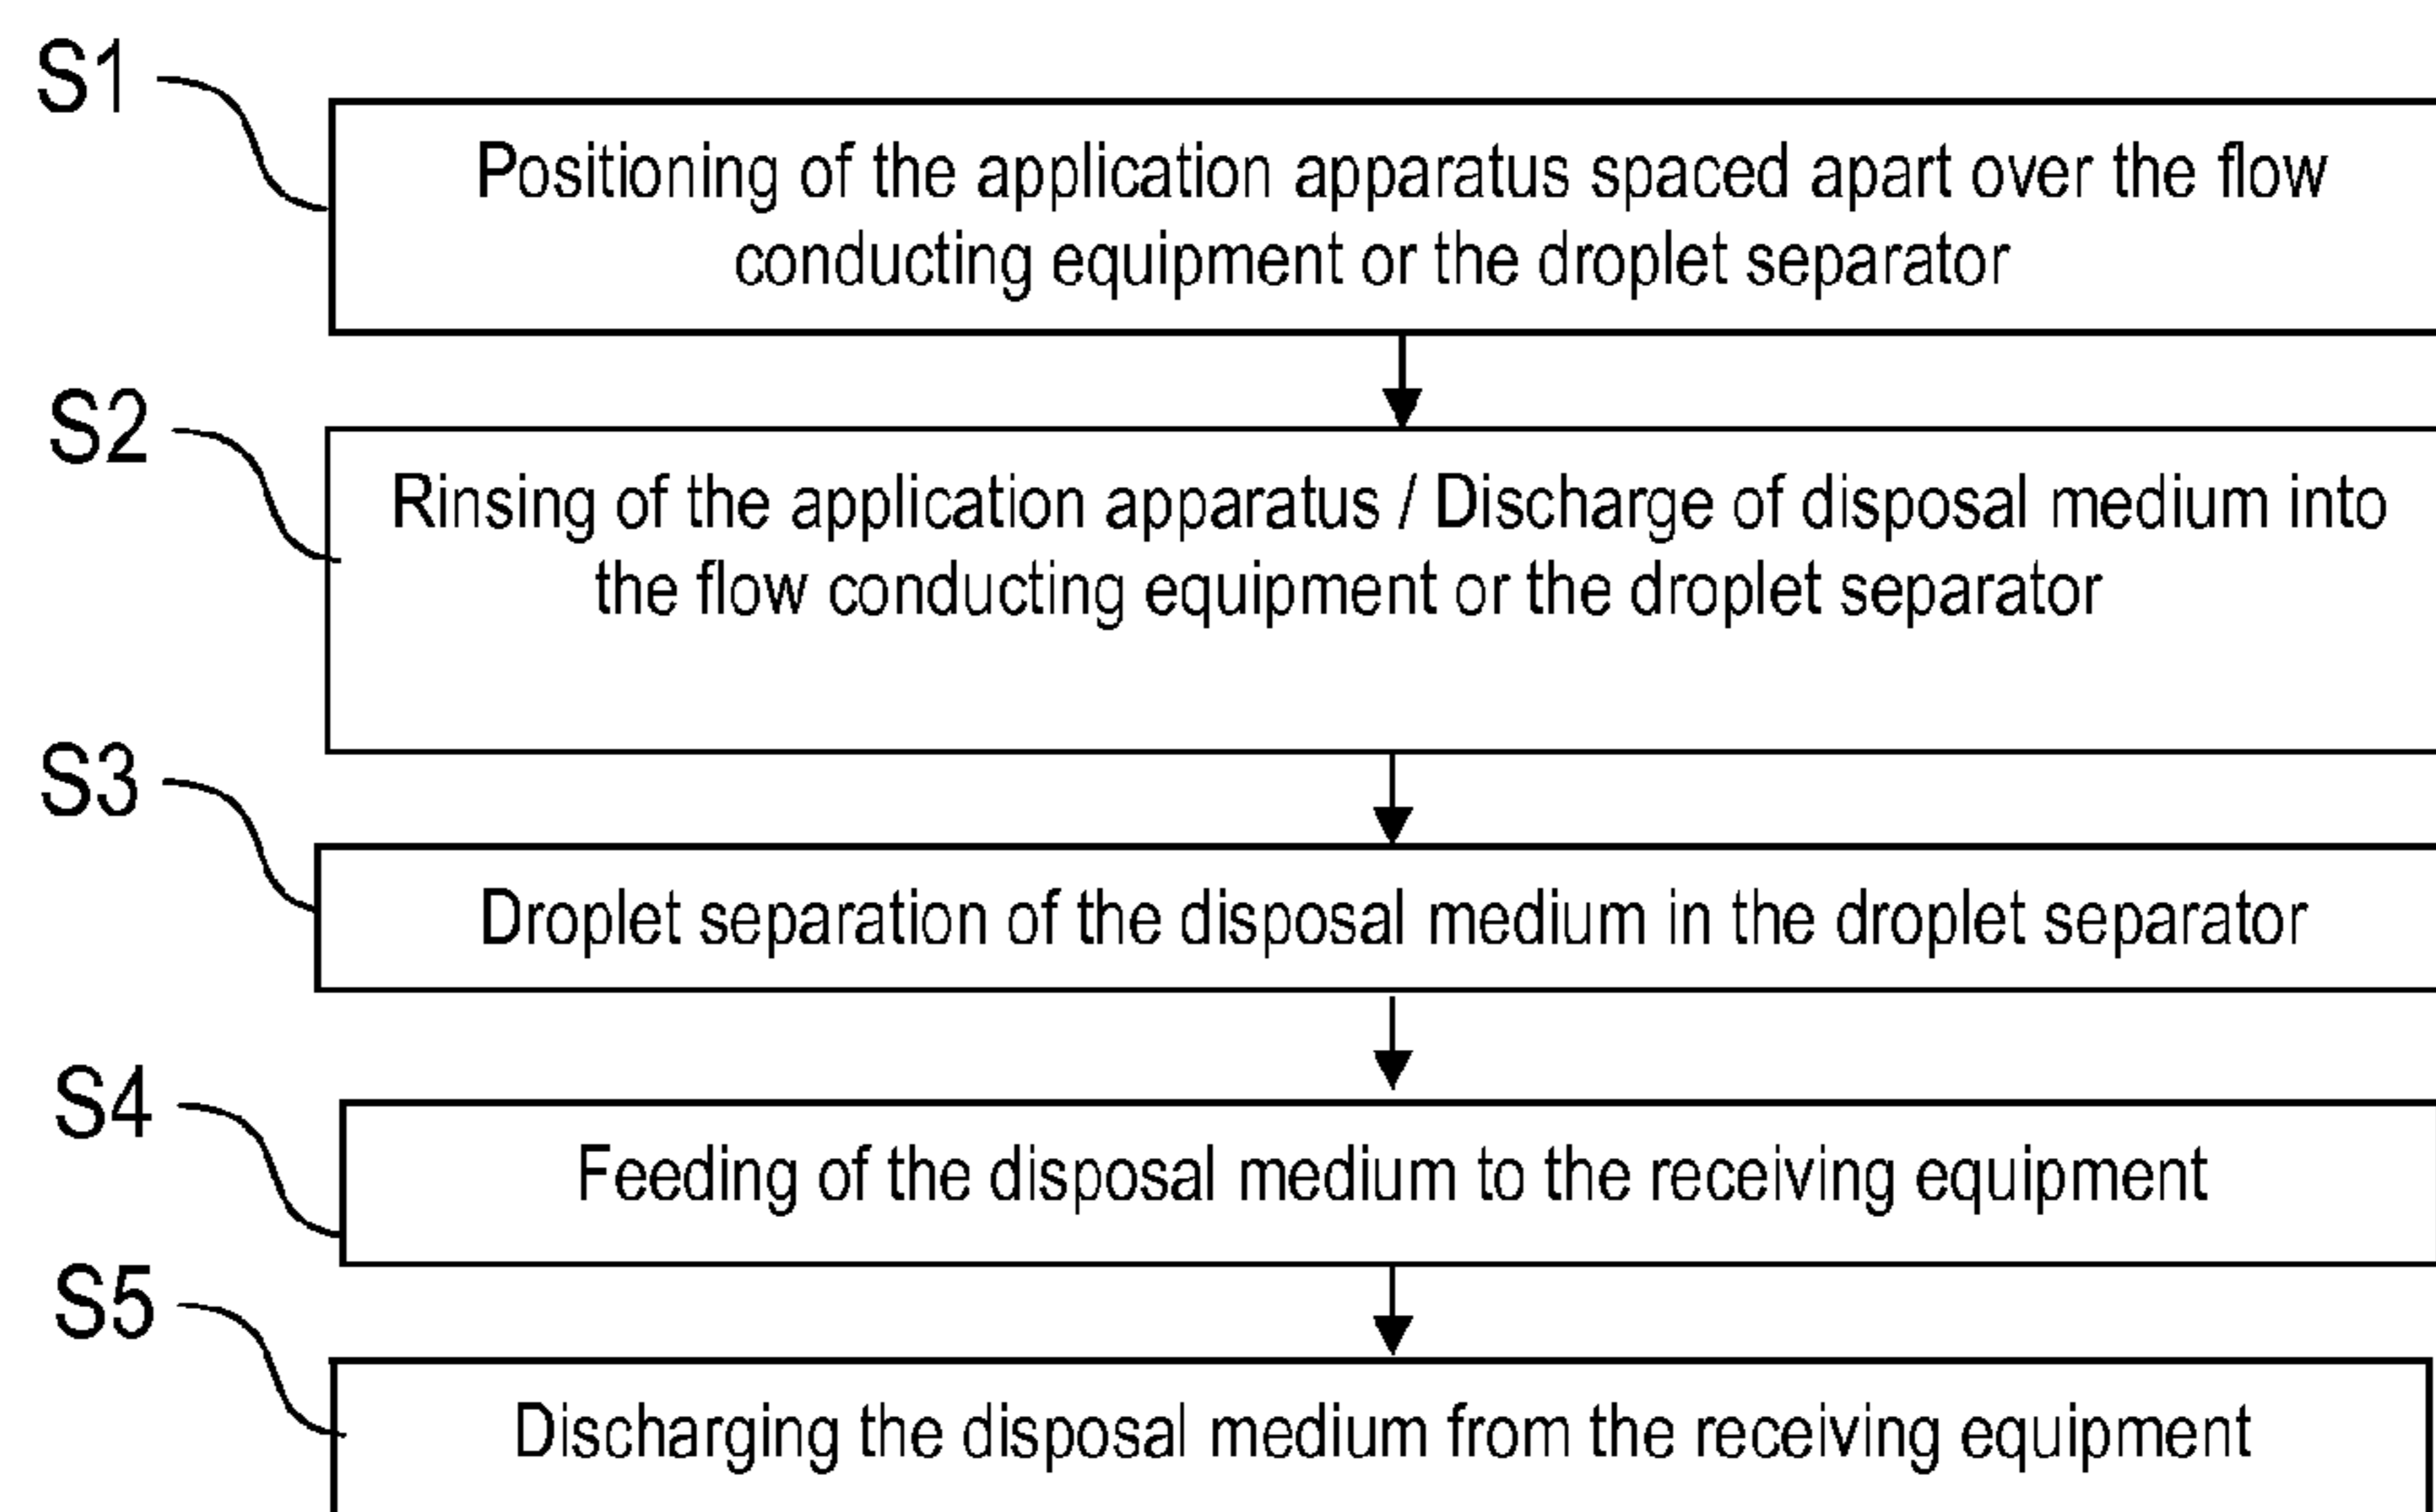 S1
Positioning of the application apparatus spaced apart over the flow
conducting equipment or the droplet separator
S2
Rinsing of the application apparatus / Discharge of disposal medium into
the flow conducting equipment or the droplet separator
S3
Droplet separation of the disposal medium in the droplet separator
S4
Feeding of the disposal medium to the receiving equipment
S5
Discharging the disposal medium from the receiving equipment